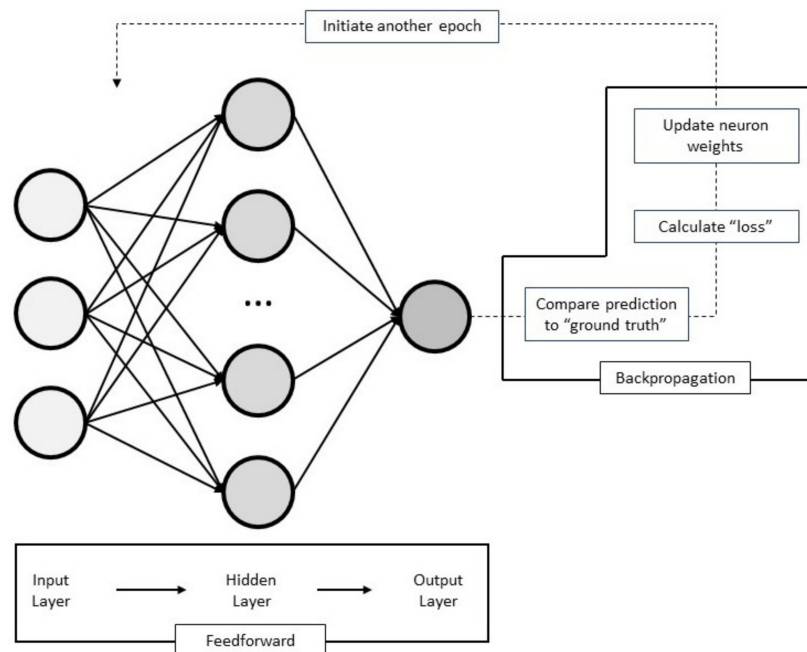 Initiate another epoch
Update neuron
weights
Calculate “loss”
...
Compare prediction
to “ground truth”
Backpropagation
Input
Layer
Hidden
Layer
Output
Layer
Feedforward